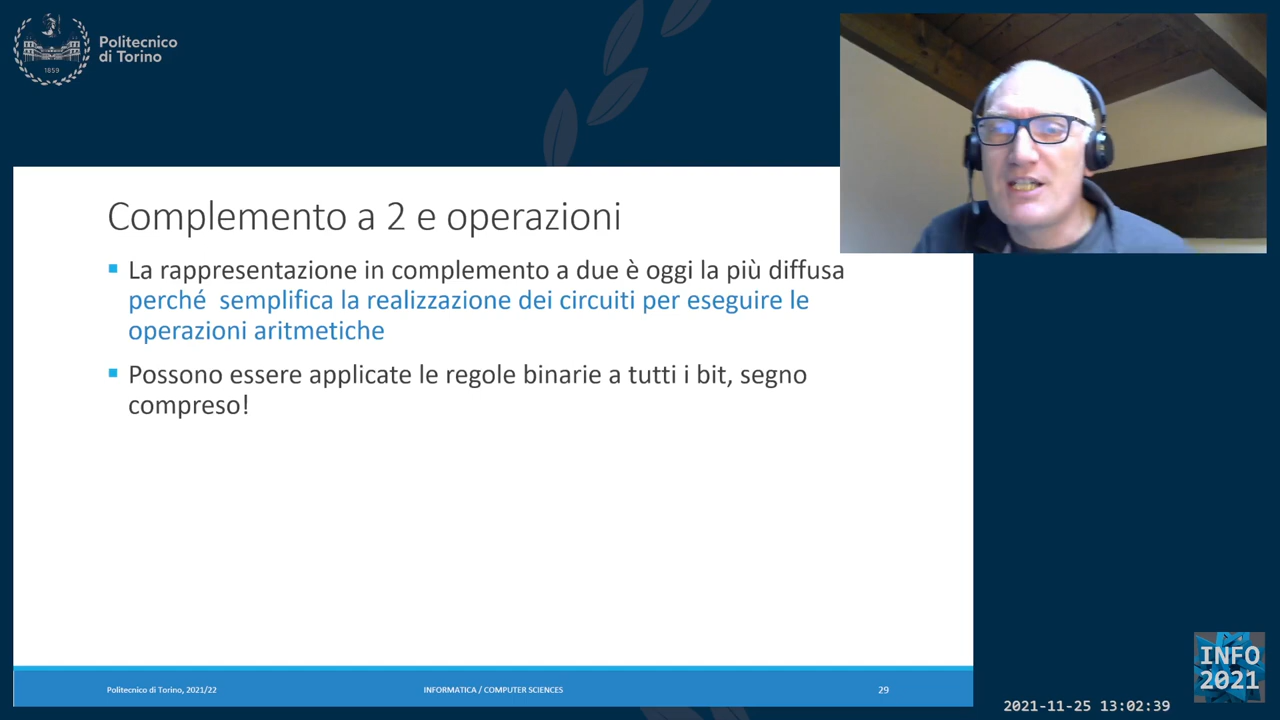 Politecnico
di Torino
1859
Complemento a 2 e operazioni
La rappresentazione in complemento a due è oggi la più diffusa
perché semplifica la realizzazione dei circuiti per eseguire le
operazioni aritmetiche
Possono essere applicate le regole binarie a tutti i bit, segno
compreso!
Politecnico di Torino, 2021/22
INFORMATICA / COMPUTER SCIENCES
29
INFO
2021
2021-11-25 13:02:39